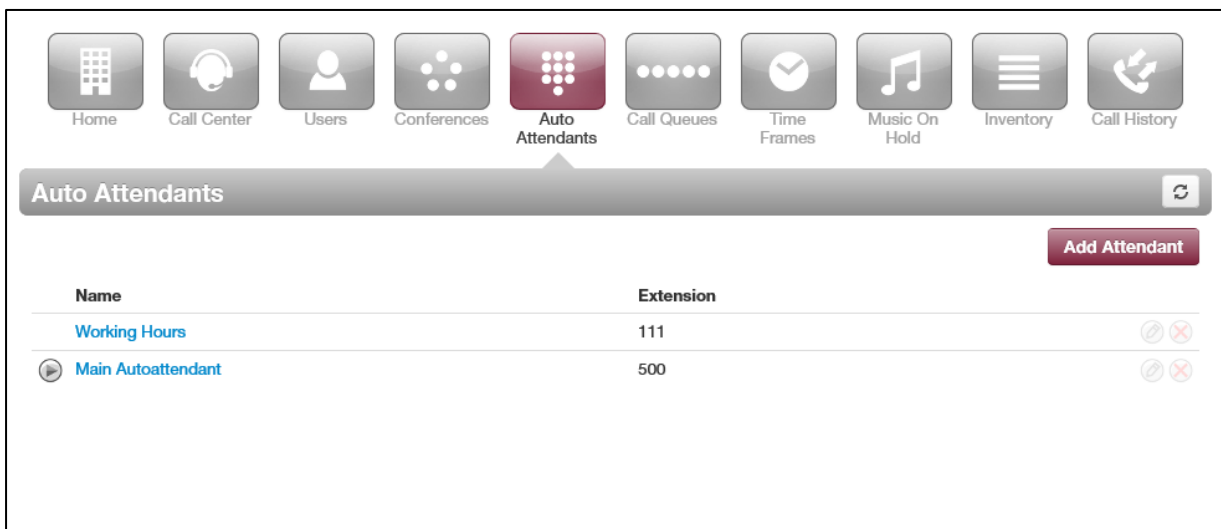 Home Call Center Users Conferences Auto Attendants Call Queues Time Frames Music On Hold Inventory Call History
Auto Attendants
Add Attendant
Name Extension
Working Hours 111
Main Autoattendant 500